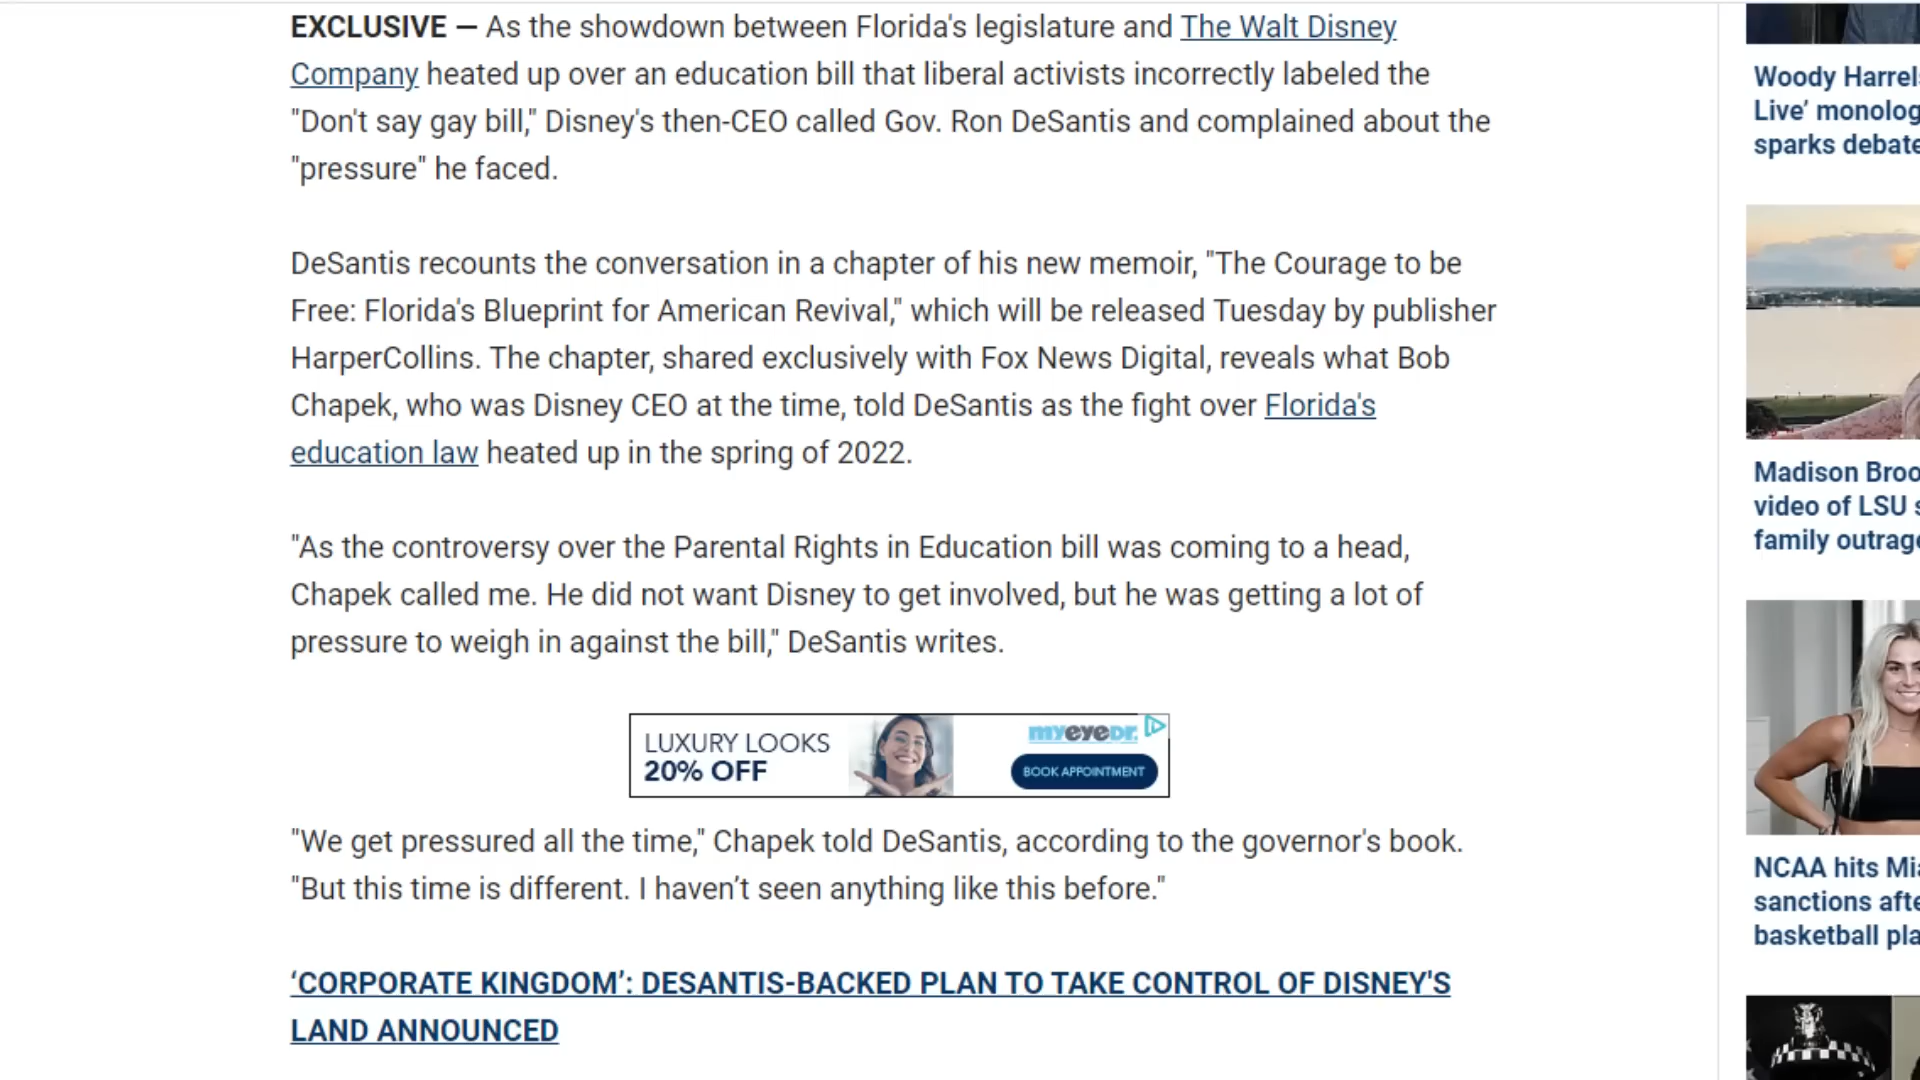 EXCLUSIVE — As the showdown between Florida's legislature and The Walt Disney
Company heated up over an education bill that liberal activists incorrectly labeled the
"Don't say gay bill," Disney's then-CEO called Gov. Ron DeSantis and complained about the
"pressure" he faced.
DeSantis recounts the conversation in a chapter of his new memoir, "The Courage to be
Free: Florida's Blueprint for American Revival," which will be released Tuesday by publisher
HarperCollins. The chapter, shared exclusively with Fox News Digital, reveals what Bob
Chapek, who was Disney CEO at the time, told DeSantis as the fight over Florida's
education law heated up in the spring of 2022.
"As the controversy over the Parental Rights in Education bill was coming to a head,
Chapek called me. He did not want Disney to get involved, but he was getting a lot of
pressure to weigh in against the bill," DeSantis writes.
LUXURY LOOKS
20% OFF
myeyeDr.
BOOK APPOINTMENT
"We get pressured all the time," Chapek told DeSantis, according to the governor's book.
"But this time is different. I haven’t seen anything like this before."
‘CORPORATE KINGDOM’: DESANTIS-BACKED PLAN TO TAKE CONTROL OF DISNEY'S
LAND ANNOUNCED
Woody
Live’ monolog
sparks debate
Madison
video of LSU
family
NCAA hits
sanctions
basketball